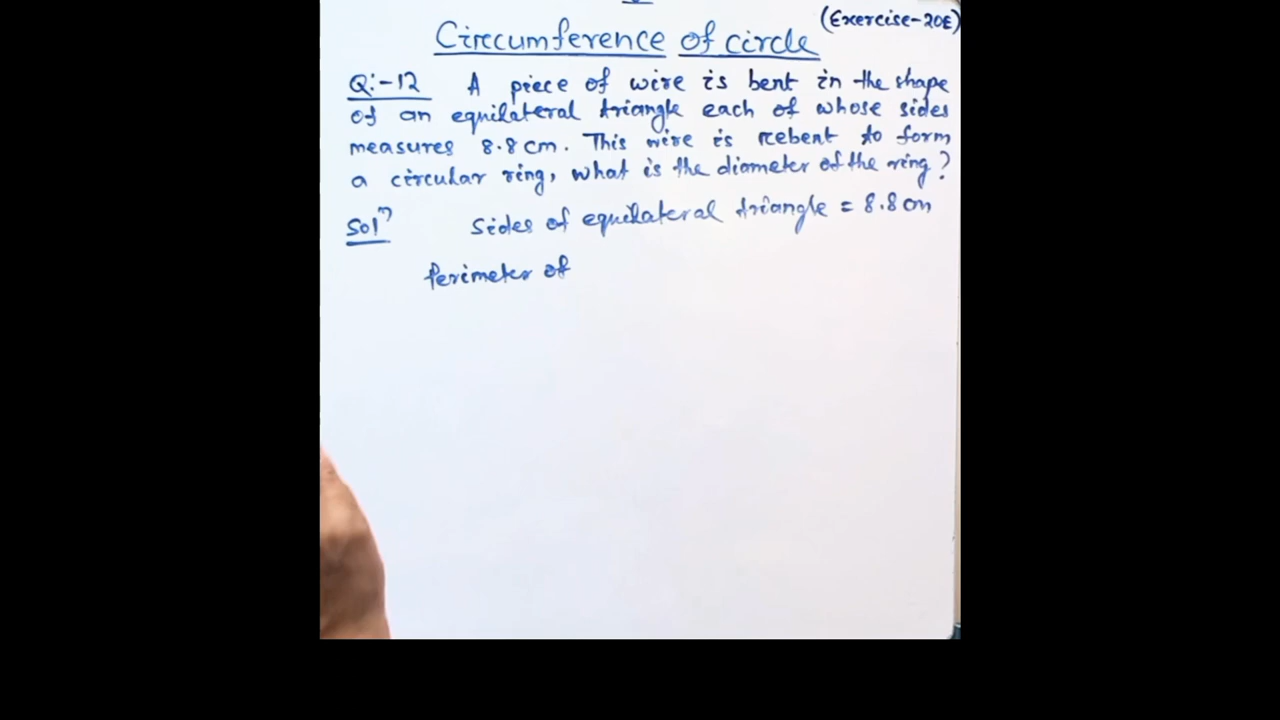 (Exercise-20E)
Circumference of circle
Q:-12 A piece of wire is bent in the shape
of an equilateral triangle each of whose sides
measures 8.8 cm. This wire is rebent to form
a circular ring, what is the diameter of the ring?
Solⁿ Sides of equilateral triangle = 8.8 cm
Perimeter of